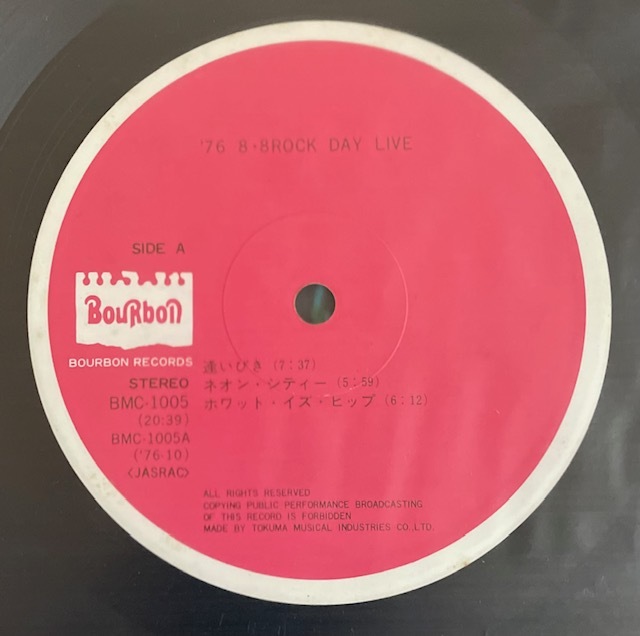 '76 8・8ROCK DAY LIVE
SIDE A
BouRbon
BOURBON RECORDS
STEREO
BMC-1005
(20:39)
BMC-1005A
('76-10)
<JASRAC>
逢いびき (7:37)
ネオン・シティー (5:59)
ホワット・イズ・ヒップ (6:12)
ALL RIGHTS RESERVED
COPYING PUBLIC PERFORMANCE BROADCASTING
OF THIS RECORD IS FORBIDDEN
MADE BY TOKUMA MUSICAL INDUSTRIES CO.,LTD.